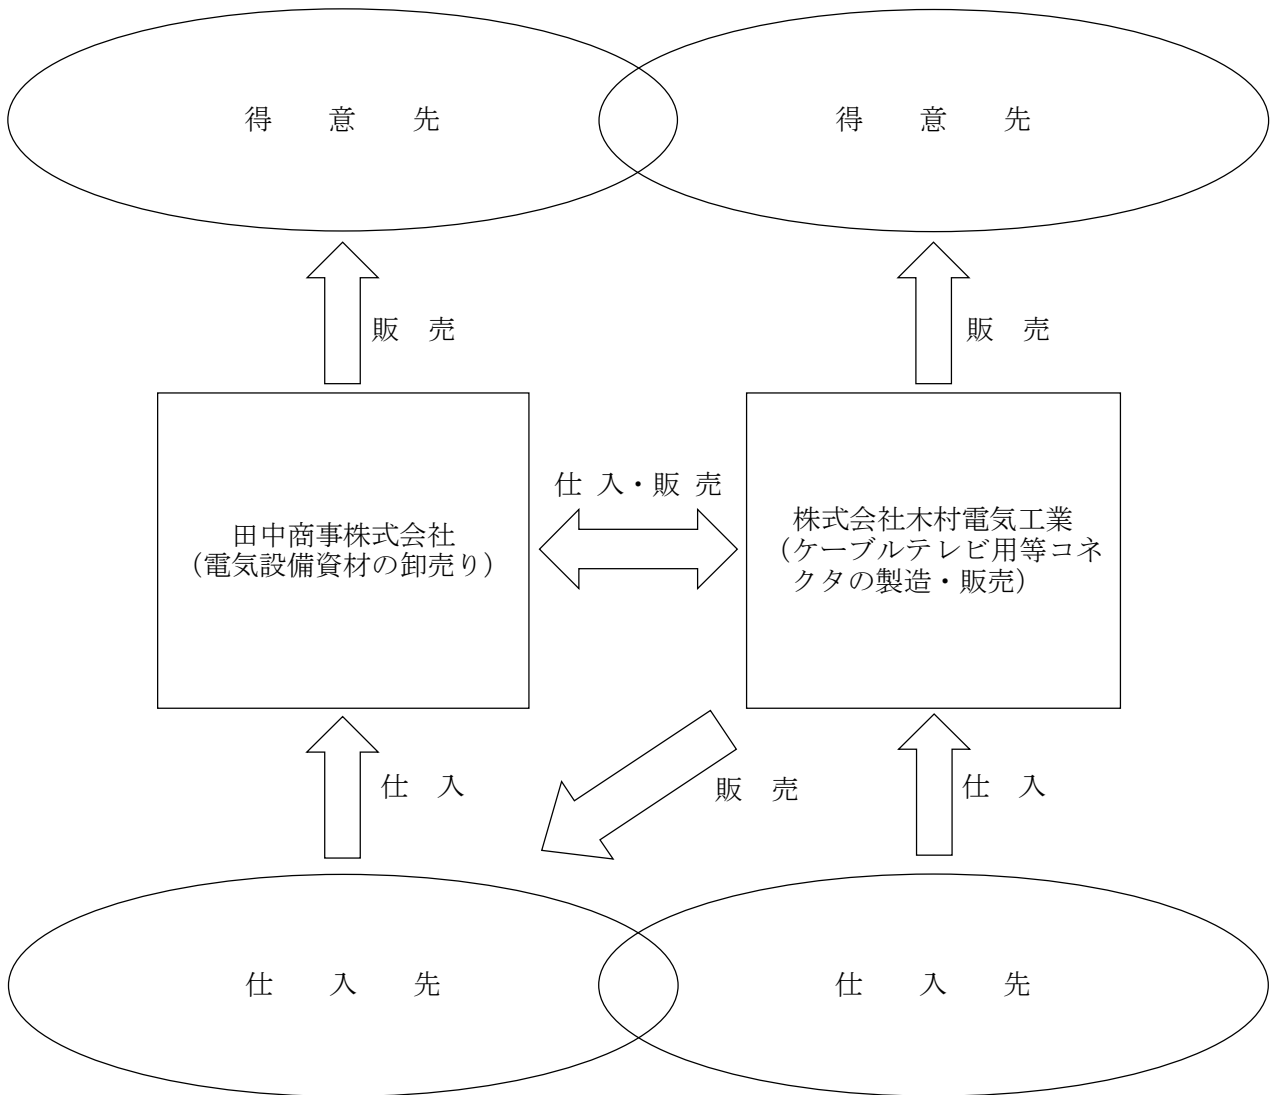 得 意 先
得 意 先
販 売
販 売
仕 入・販 売
田中商事株式会社
(電気設備資材の卸売り)
株式会社木村電気工業
(ケーブルテレビ用等コネ
クタの製造・販売)
仕 入
販 売
仕 入
仕 入 先
仕 入 先